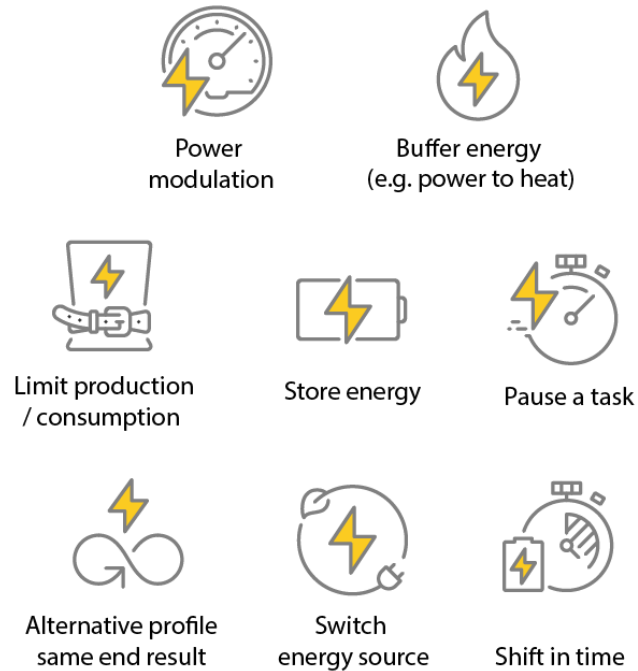 Power
modulation
Buffer energy
(e.g. power to heat)
Limit production
/ consumption
Store energy
Pause a task
Alternative profile
same end result
Switch
energy source
Shift in time